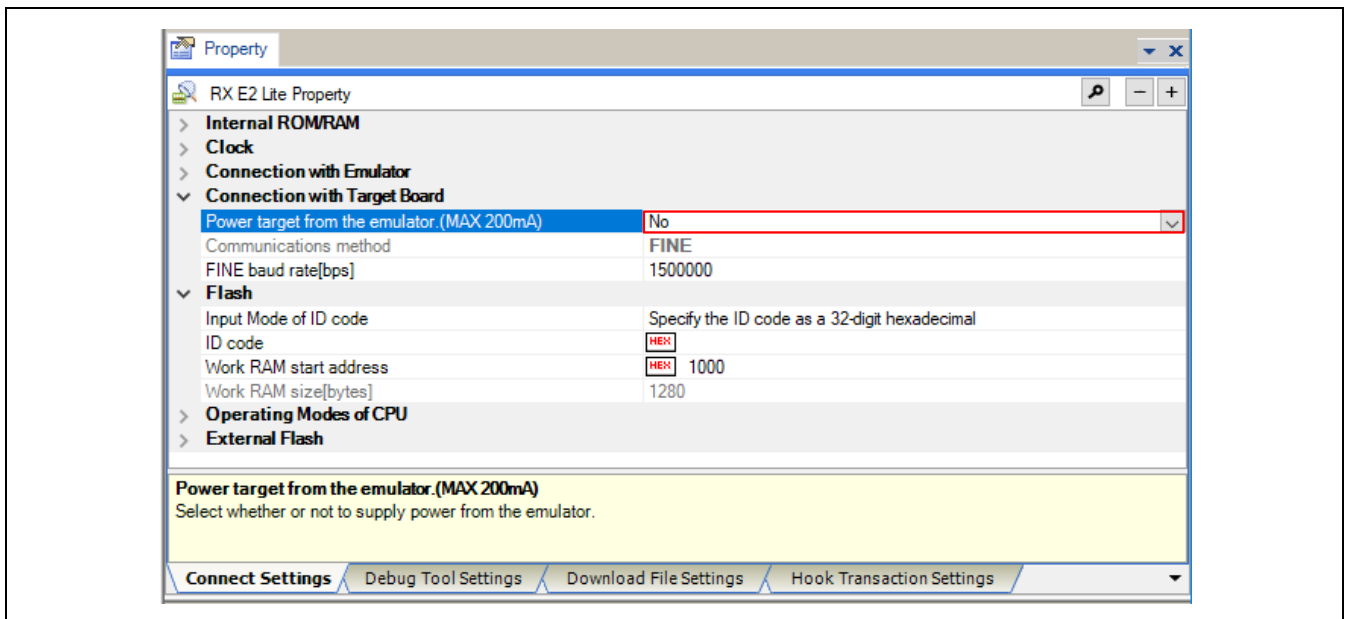 Property
RX E2 Lite Property
Internal ROM/RAM
Clock
Connection with Emulator
Connection with Target Board
Power target from the emulator.(MAX 200mA) No
Communications method FINE
FINE baud rate[bps] 1500000
Flash
Input Mode of ID code Specify the ID code as a 32-digit hexadecimal
ID code HEX
Work RAM start address HEX 1000
Work RAM size[bytes] 1280
Operating Modes of CPU
External Flash
Power target from the emulator.(MAX 200mA)
Select whether or not to supply power from the emulator.
Connect Settings Debug Tool Settings Download File Settings Hook Transaction Settings